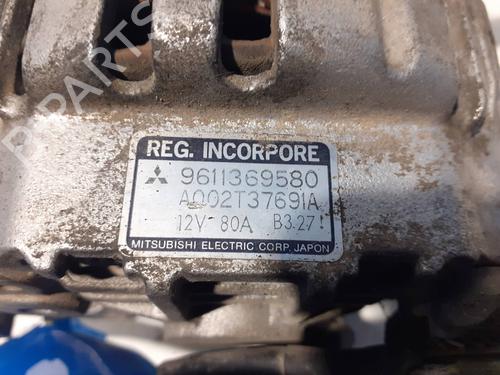 REG. INCORPORE
9611369580
A002T37691A
12V 80A B3.27
MITSUBISHI ELECTRIC CORP. JAPAN